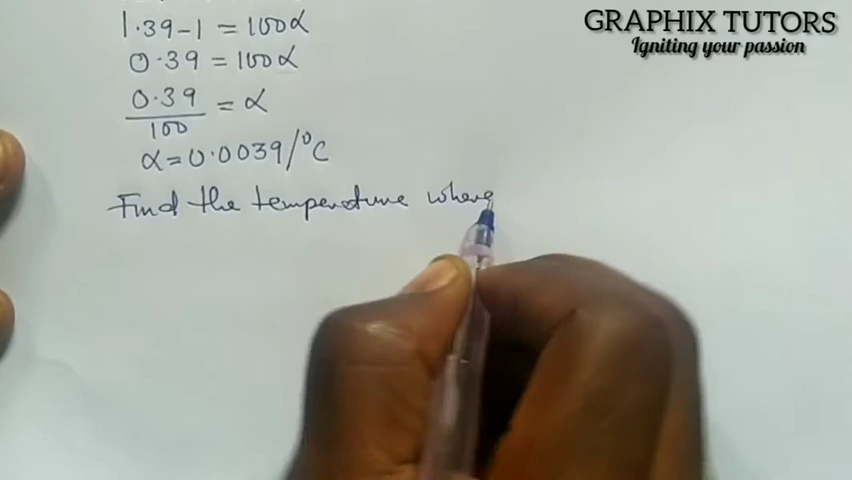 GRAPHIX TUTORS
Igniting your passion
1.39-1 = 100α
0.39 = 100α
0.39/100 = α
α = 0.0039/°C
Find the temperature where